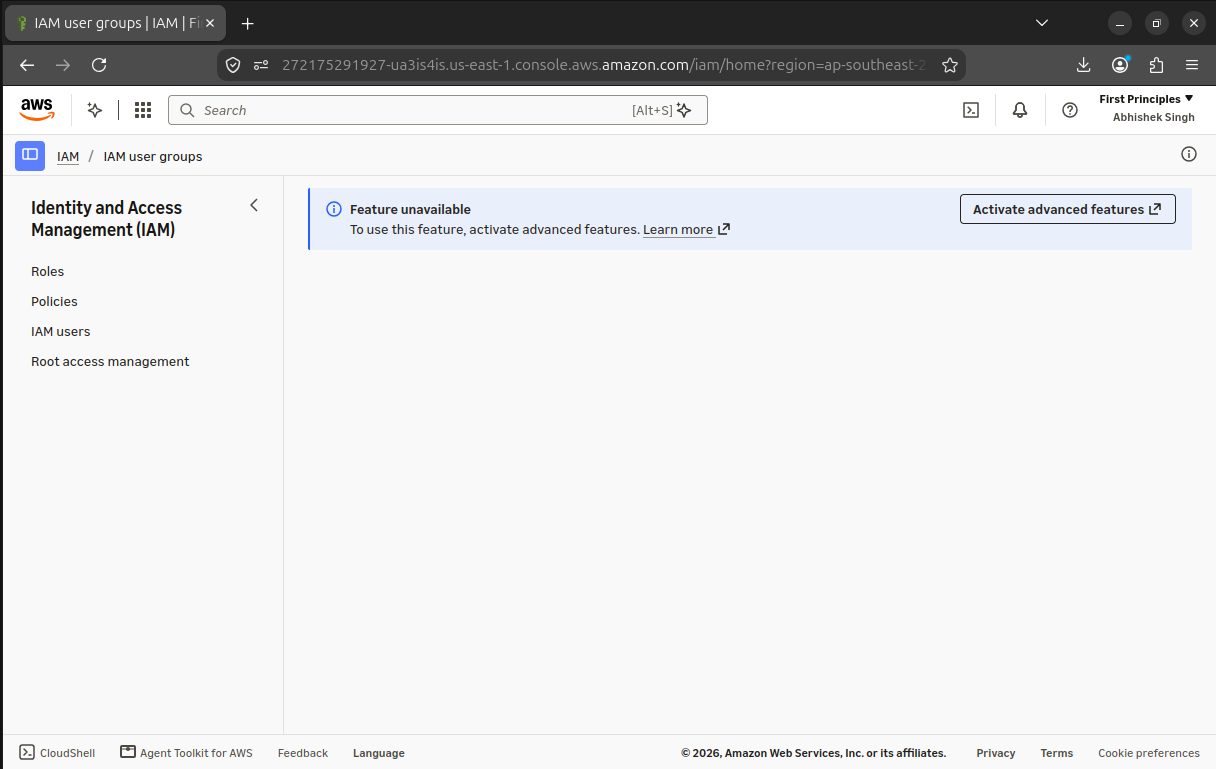 IAM user groups | IAM | Fi
272175291927-ua3is4is.us-east-1.console.aws.amazon.com/iam/home?region=ap-southeast-2
aws
Search
[Alt+S]
First Principles
Abhishek Singh
IAM / IAM user groups
Identity and Access
Management (IAM)
Roles
Policies
IAM users
Root access management
Feature unavailable
To use this feature, activate advanced features. Learn more
Activate advanced features
CloudShell
Agent Toolkit for AWS
Feedback
Language
© 2026, Amazon Web Services, Inc. or its affiliates.
Privacy
Terms
Cookie preferences